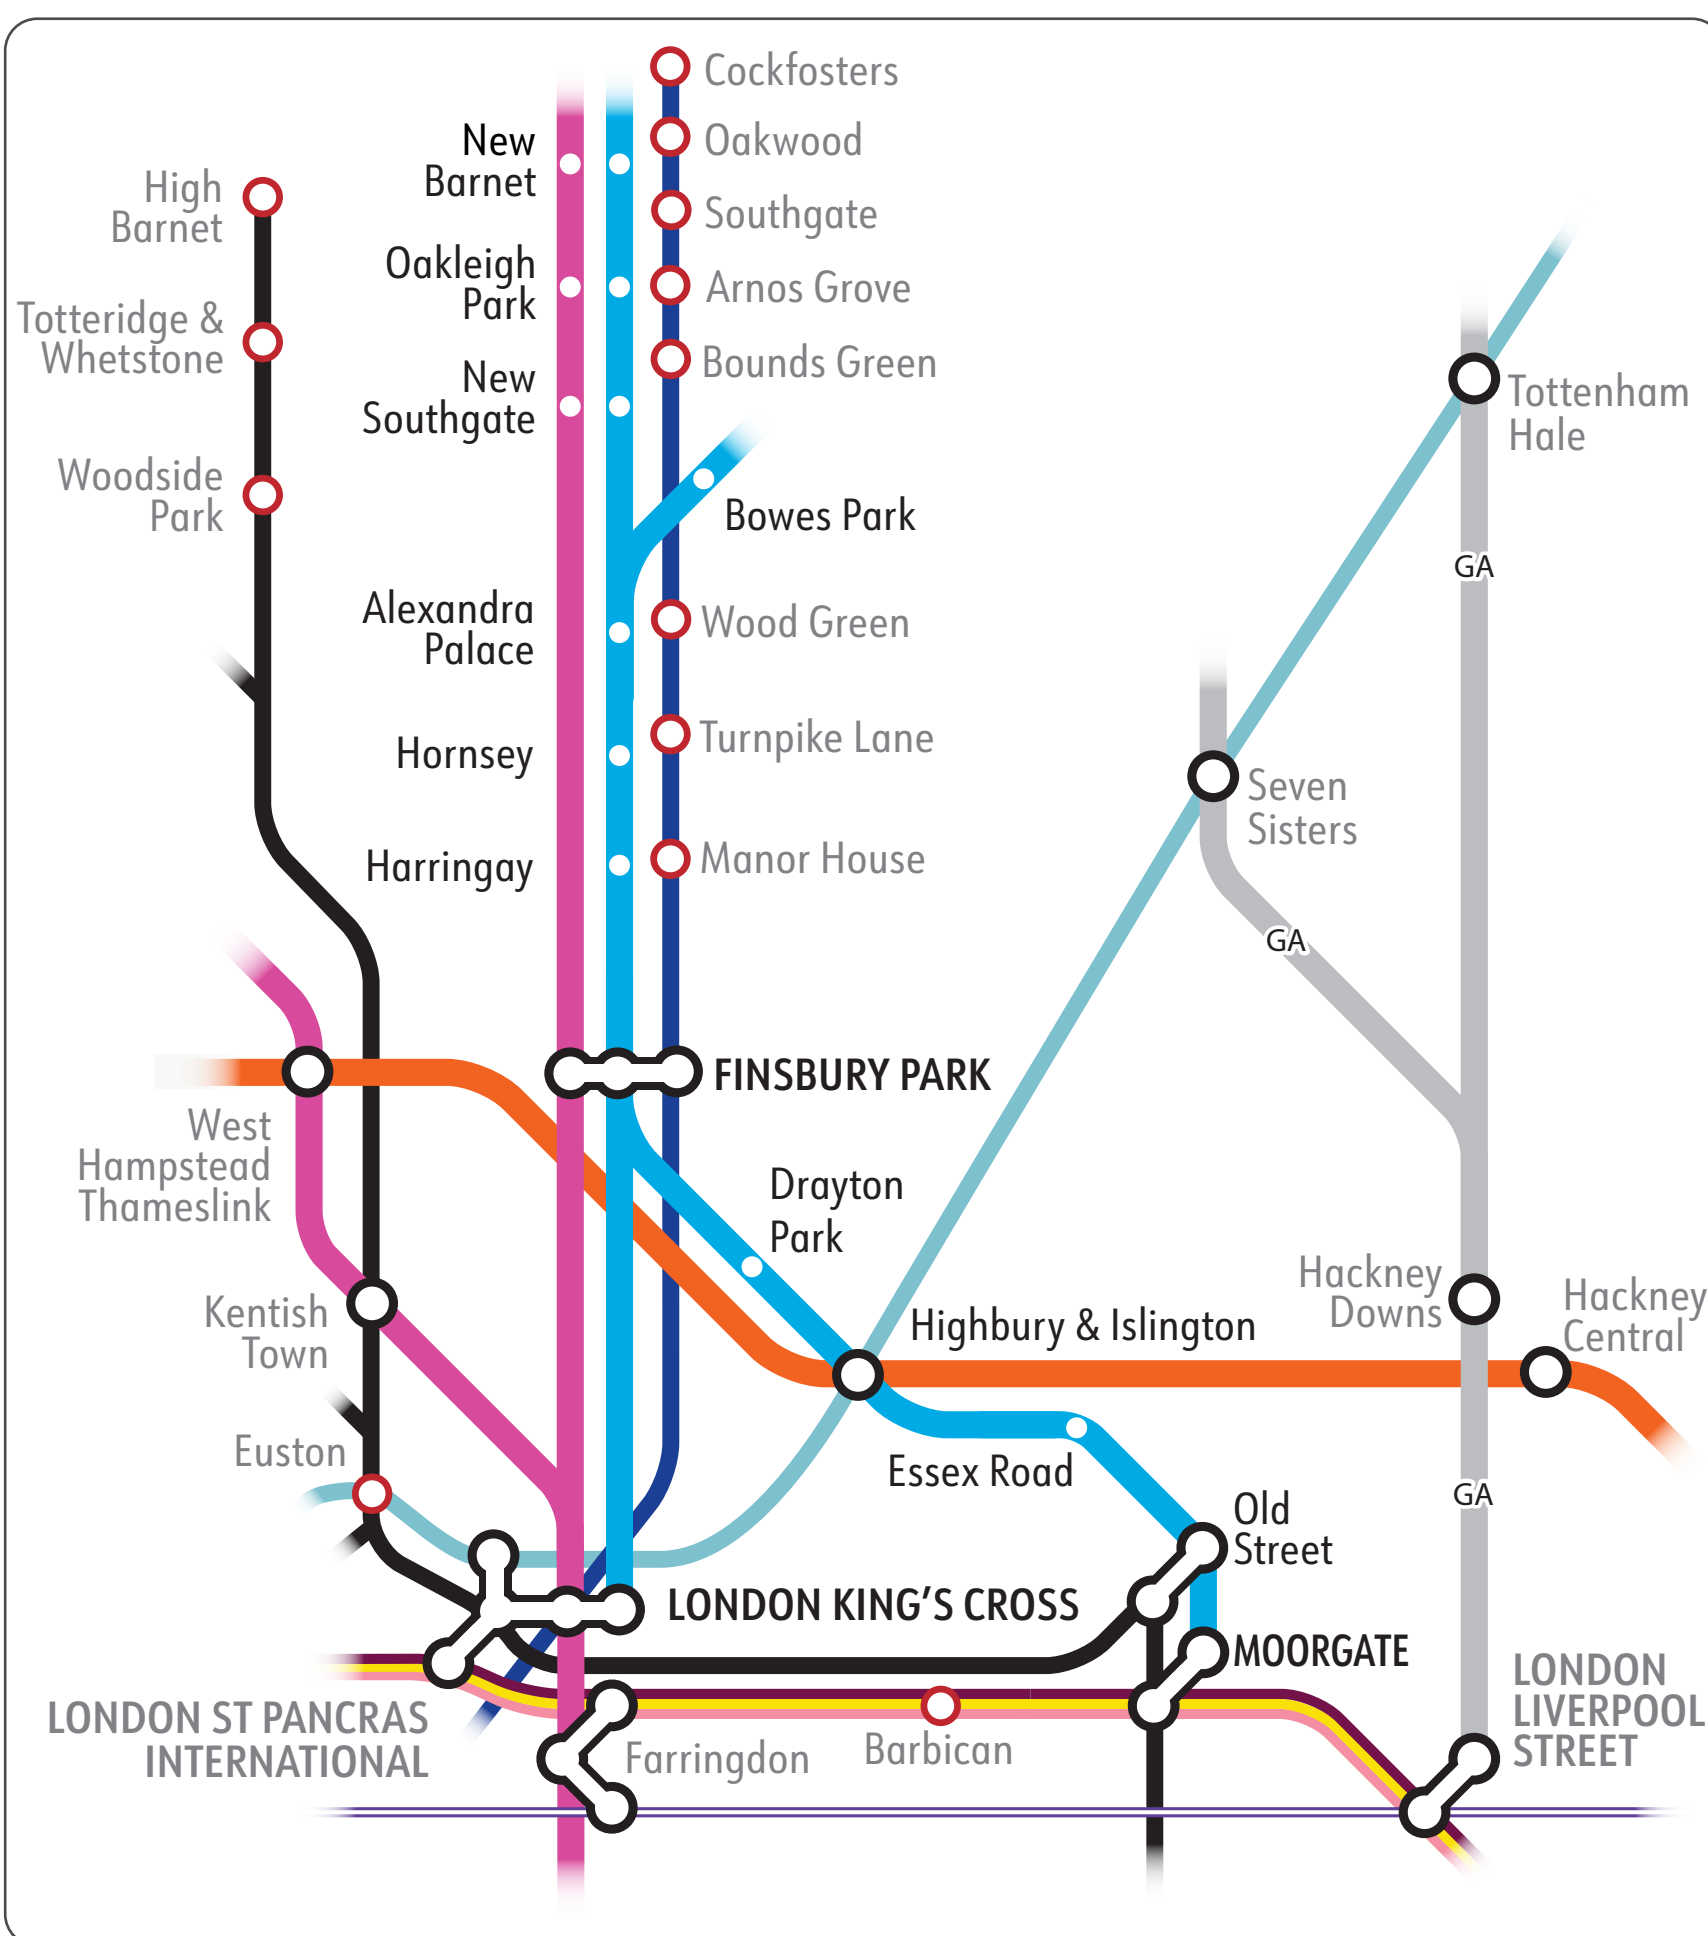 Cockfosters
New
Barnet
Oakwood
High
Barnet
Southgate
Oakleigh
Park
Arnos Grove
Totteridge &
Whetstone
New
Southgate
Bounds Green
Tottenham
Hale
Woodside
Park
Bowes Park
GA
Alexandra
Palace
Wood Green
Hornsey
Turnpike Lane
Seven
Sisters
Harringay
Manor House
GA
FINSBURY PARK
West
Hampstead
Thameslink
Drayton
Park
Hackney
Downs
Hackney
Central
Kentish
Town
Highbury & Islington
Euston
Essex Road
GA
Old
Street
LONDON KING'S CROSS
MOORGATE
LONDON ST PANCRAS
INTERNATIONAL
Farringdon
Barbican
LONDON
LIVERPOOL
STREET